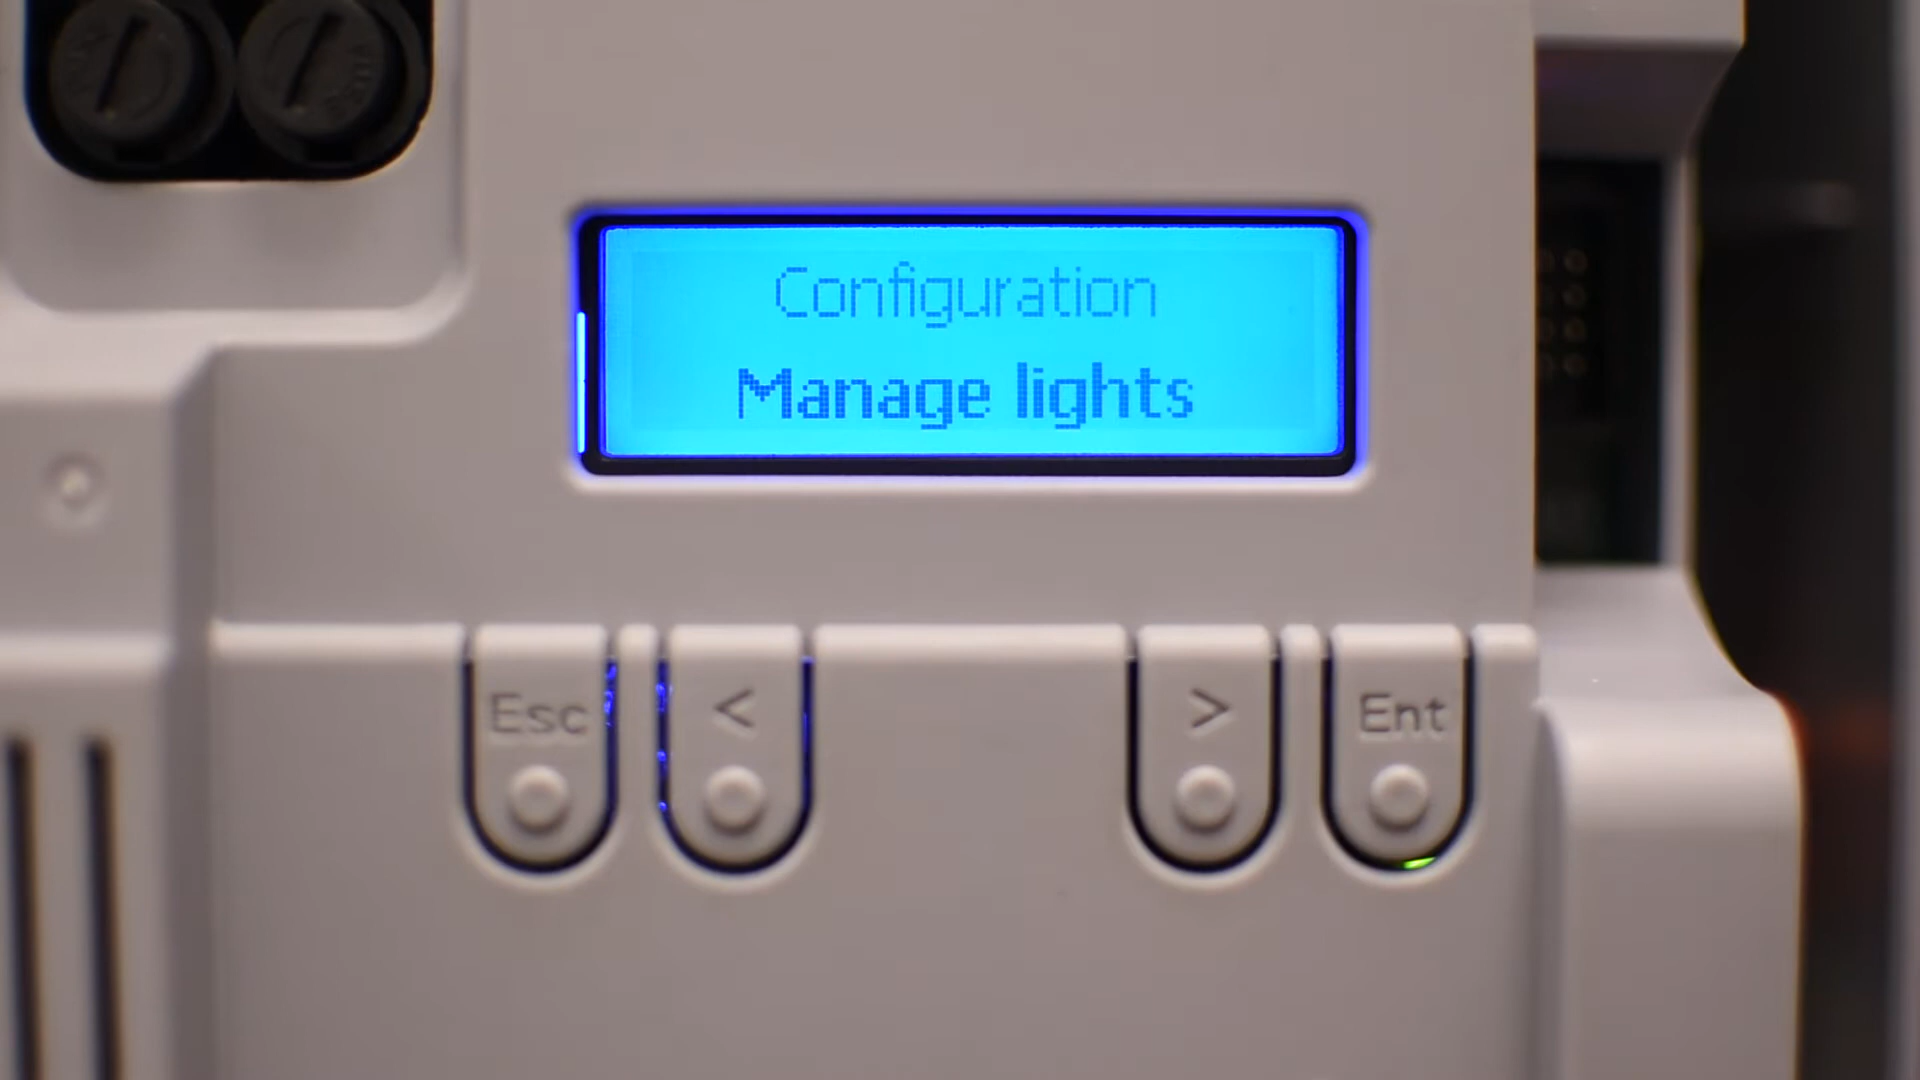 Configuration
Manage lights
Esc < > Ent